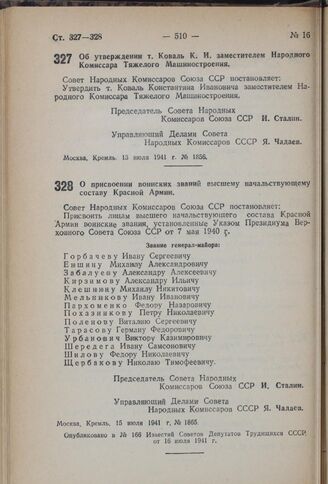 Ст. 327—328 — 510 — № 16
327 Об утверждении т. Коваль К. И. заместителем Народного
Комиссара Тяжелого Машиностроения.
Совет Народных Комиссаров Союза ССР постановляет:
Утвердить т. Коваль Константина Ивановича заместителем На-
родного Комиссара Тяжелого Машиностроения.
Председатель Совета Народных
Комиссаров Союза ССР И. Сталин.
Управляющий Делами Совета
Народных Комиссаров СССР Я. Чадаев.
Москва, Кремль. 15 июля 1941 г. № 1856.
328 О присвоении воинских званий высшему начальствующему
составу Красной Армии.
Совет Народных Комиссаров Союза ССР постановляет:
Присвоить лицам высшего начальствующего состава Красной
Армии воинские звания, установленные Указом Президиума Вер-
ховного Совета Союза ССР от 7 мая 1940 г.
Звание генерал-майора:
Горбачеву Ивану Сергеевичу
Еншину Михаилу Александровичу
Забалуеву Александру Алексеевичу
Кирзимову Александру Ильичу
Клешнину Михаилу Никитовичу
Мельникову Ивану Ивановичу
Пархоменко Федору Назаровичу
Похазникову Петру Николаевичу
Поленову Виталию Сергеевичу
Тарасову Герману Федоровичу
Урбанович Виктору Казимировичу
Шередега Ивану Самсоновичу
Шилову Федору Николаевичу
Щербакову Николаю Тимофеевичу.
Председатель Совета Народных
Комиссаров Союза ССР И. Сталин.
Управляющий Делами Совета
Народных Комиссаров СССР Я. Чадаев.
Москва, Кремль, 15 июля 1941 г. № 1865.
Опубликовано в № 166 Известий Советов Депутатов Трудящихся СССР
от 16 июля 1941 г.